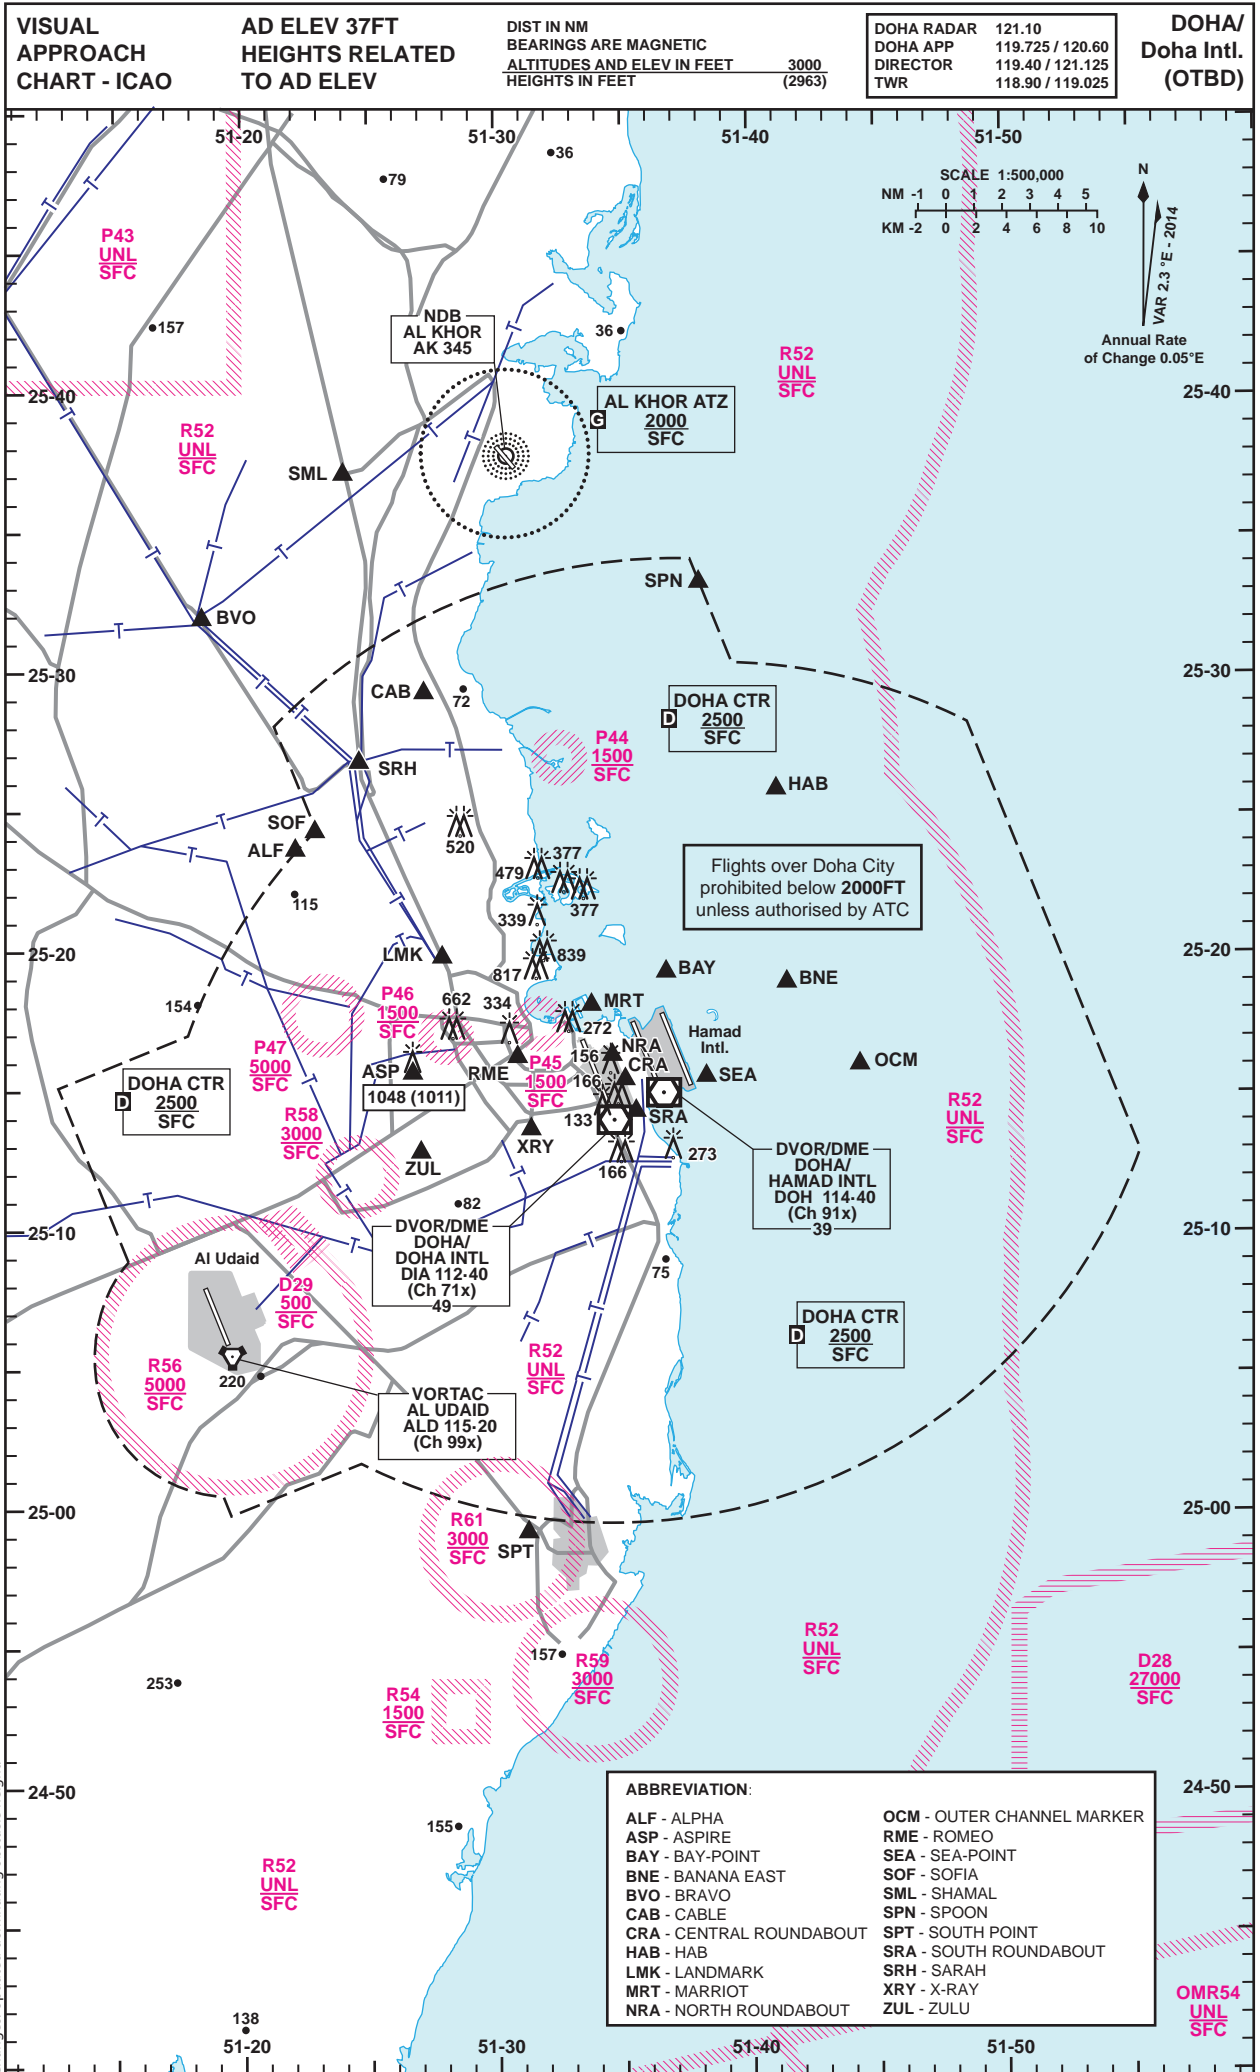 VISUAL
APPROACH
CHART - ICAO
AD ELEV 37FT
HEIGHTS RELATED
TO AD ELEV
DIST IN NM
BEARINGS ARE MAGNETIC
ALTITUDES AND ELEV IN FEET 3000
HEIGHTS IN FEET (2963)
DOHA RADAR 121.10
DOHA APP 119.725 / 120.60
DIRECTOR 119.40 / 121.125
TWR 118.90 / 119.025
DOHA/
Doha Intl.
(OTBD)
51-20
51-30
51-40
51-50
36
79
SCALE 1:500,000
NM -1 0 1 2 3 4 5
KM -2 0 2 4 6 8 10
N
VAR 2.3 °E - 2014
Annual Rate
of Change 0.05°E
P43
UNL
SFC
157
NDB
AL KHOR
AK 345
36
R52
UNL
SFC
25-40
25-40
AL KHOR ATZ
G
2000
SFC
R52
UNL
SFC
SML
SPN
BVO
25-30
25-30
CAB
72
DOHA CTR
D
2500
SFC
P44
1500
SFC
SRH
HAB
SOF
ALF
520
479
377
377
115
339
Flights over Doha City
prohibited below 2000FT
unless authorised by ATC
25-20
25-20
LMK
839
817
BAY
BNE
154
P46
1500
SFC
662
334
MRT
272
Hamad
Intl.
P47
5000
SFC
ASP
1048 (1011)
RME
P45
1500
SFC
156
NRA
CRA
166
SEA
OCM
DOHA CTR
D
2500
SFC
R58
3000
SFC
133
SRA
R52
UNL
SFC
XRY
ZUL
166
273
DVOR/DME
DOHA/
HAMAD INTL
DOH 114·40
(Ch 91x)
39
82
25-10
25-10
DVOR/DME
DOHA/
DOHA INTL
DIA 112·40
(Ch 71x)
49
Al Udaid
75
D29
500
SFC
DOHA CTR
D
2500
SFC
R56
5000
SFC
220
R52
UNL
SFC
VORTAC
AL UDAID
ALD 115·20
(Ch 99x)
25-00
25-00
R61
3000
SFC
SPT
157
R59
3000
SFC
R52
UNL
SFC
D28
27000
SFC
253
R54
1500
SFC
24-50
24-50
155
R52
UNL
SFC
ABBREVIATION:
ALF - ALPHA
ASP - ASPIRE
BAY - BAY-POINT
BNE - BANANA EAST
BVO - BRAVO
CAB - CABLE
CRA - CENTRAL ROUNDABOUT
HAB - HAB
LMK - LANDMARK
MRT - MARRIOT
NRA - NORTH ROUNDABOUT
OCM - OUTER CHANNEL MARKER
RME - ROMEO
SEA - SEA-POINT
SOF - SOFIA
SML - SHAMAL
SPN - SPOON
SPT - SOUTH POINT
SRA - SOUTH ROUNDABOUT
SRH - SARAH
XRY - X-RAY
ZUL - ZULU
OMR54
UNL
SFC
138
51-20
51-30
51-40
51-50